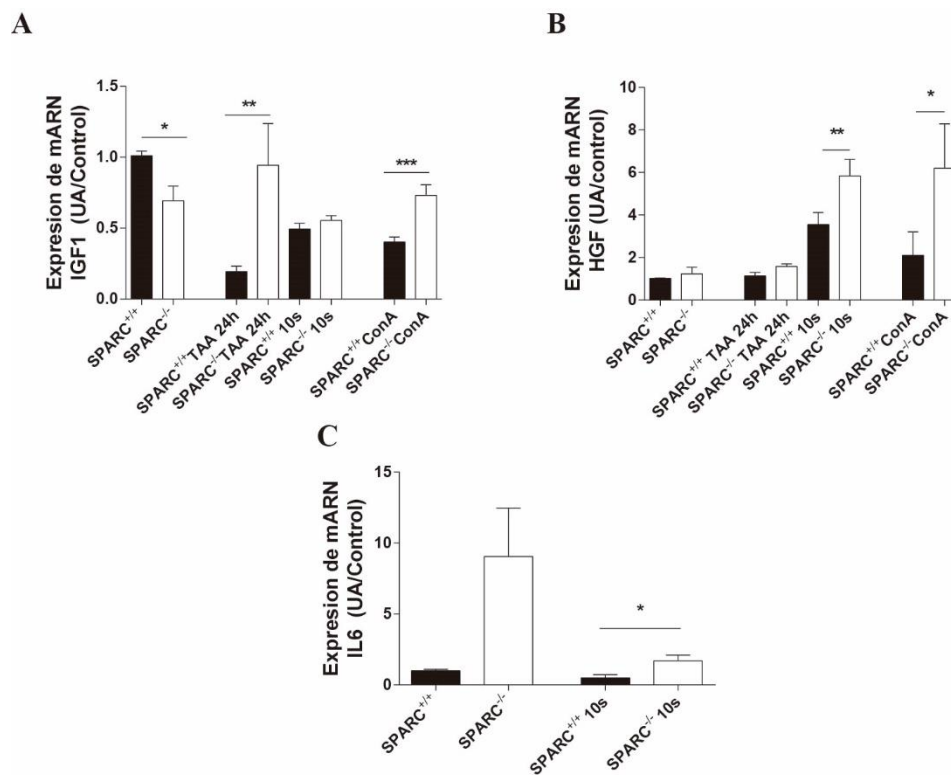 A
Expresion de mARN
IGF1 (UA/Control)
1.5
1.0
0.5
0.0
*
**
***
SPARC+/+
SPARC-/-
SPARC+/+ TAA 24h
SPARC-/- TAA 24h
SPARC+/+ 10s
SPARC-/- 10s
SPARC+/+ ConA
SPARC-/- ConA
B
Expresion de mARN
HGF (UA/control)
10
8
6
4
2
0
**
*
SPARC+/+
SPARC-/-
SPARC+/+ TAA 24h
SPARC-/- TAA 24h
SPARC+/+ 10s
SPARC-/- 10s
SPARC+/+ ConA
SPARC-/- ConA
C
Expresion de mARN
IL6 (UA/Control)
15
10
5
0
*
SPARC+/+
SPARC-/-
SPARC+/+ 10s
SPARC-/- 10s